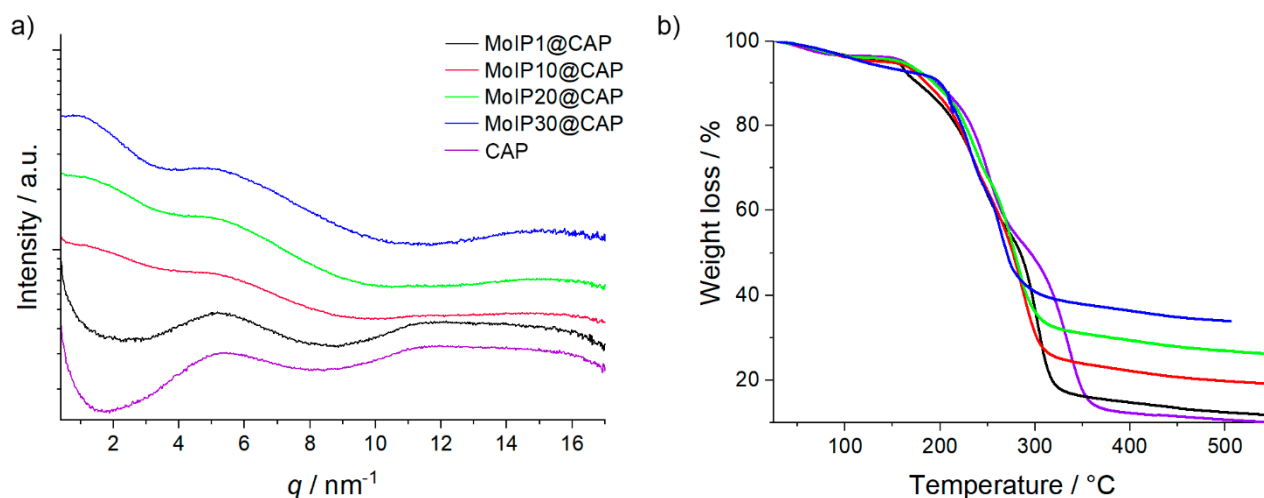 a)
MoIP1@CAP
MoIP10@CAP
MoIP20@CAP
MoIP30@CAP
CAP
Intensity / a.u.
2 4 6 8 10 12 14 16
q / nm⁻¹
b)
100
80
60
40
20
Weight loss / %
100 200 300 400 500
Temperature / °C